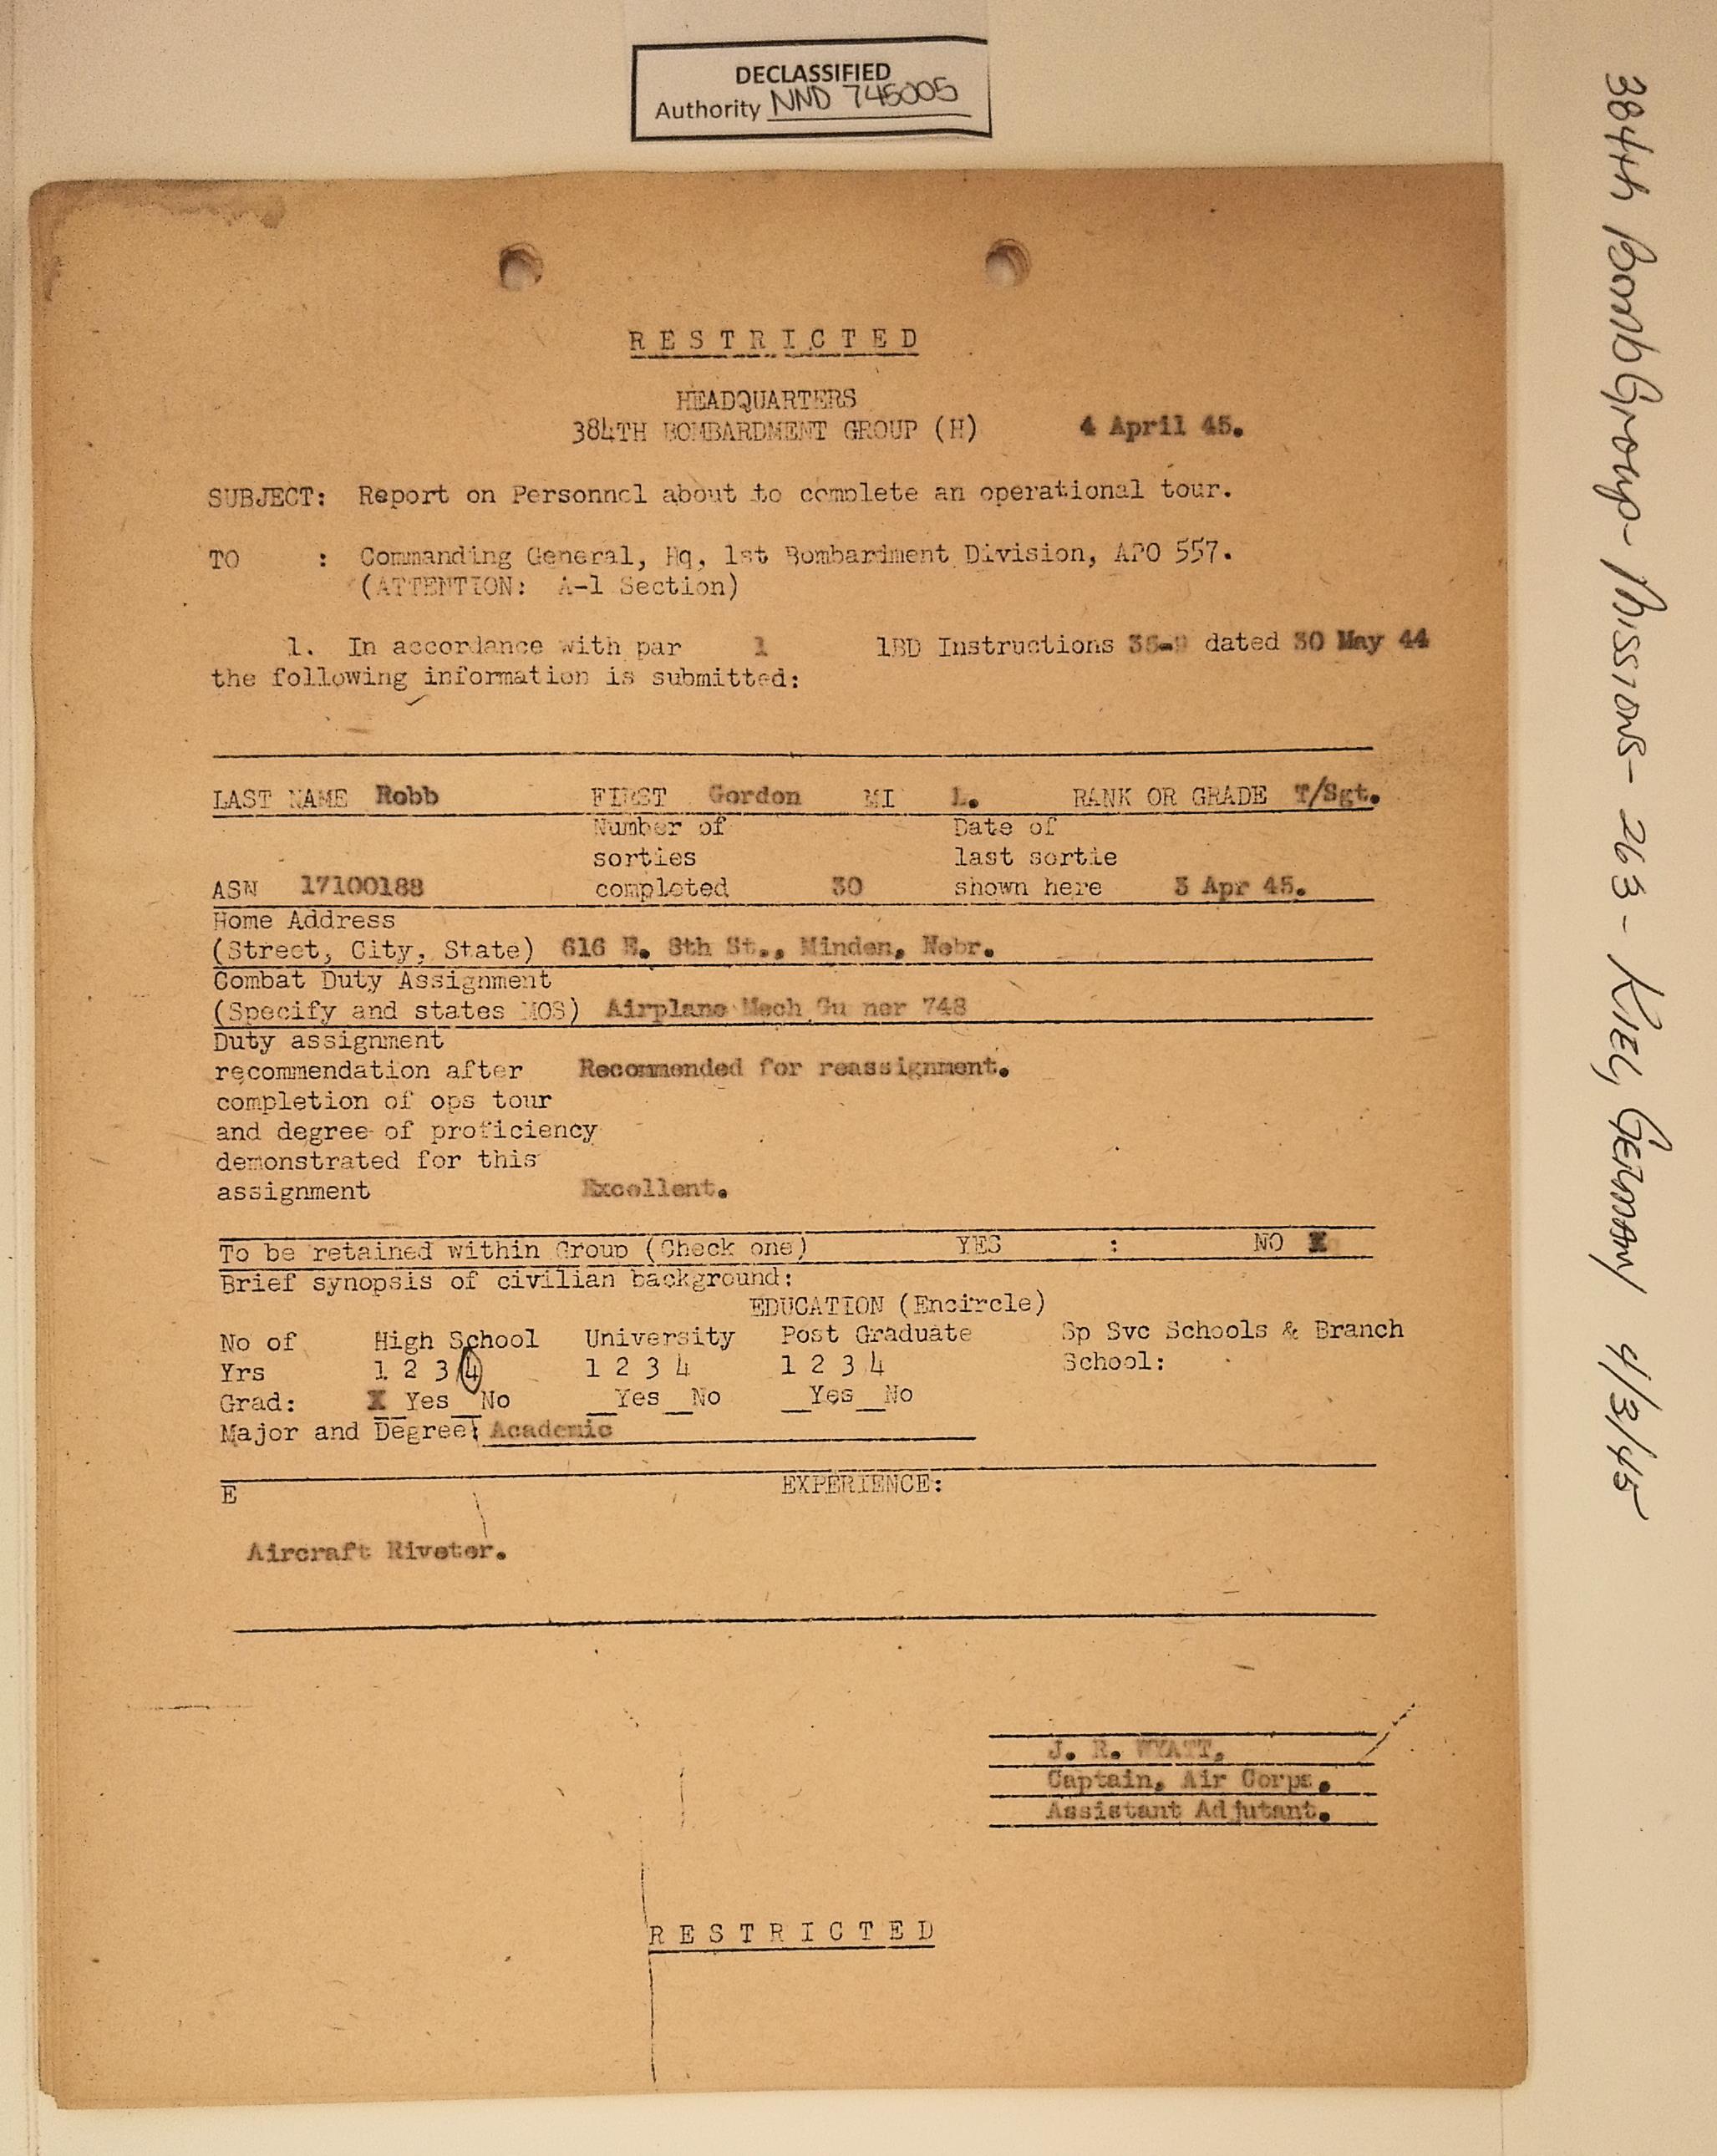 DECLASSIFIED
Authority NND 745005
R E S T R I C T E D
HEADQUARTERS
384TH BOMBARDMENT GROUP (H) 4 April 45.
SUBJECT: Report on Personnel about to complete an operational tour.
TO : Commanding General, Hq, 1st Bombardment Division, APO 557.
(ATTENTION: A-1 Section)
1. In accordance with par 1 1BD Instructions dated 30 May 44
the following information is submitted:
LAST NAME Robb FIRST Gordon MI L. RANK OR GRADE T/Sgt.
Number of Date of
sorties last sortie
ASN 17100188 completed 30 shown here 3 Apr 45.
Home Address
(Street, City, State) 616 E. 8th St., Minden, Nebr.
Combat Duty Assignment
(Specify and states MOS) Airplane Mech Gu ner 748
Duty assignment
recommendation after Recommended for reassignment.
completion of ops tour
and degree of proficiency
demonstrated for this
assignment Excellent.
To be retained within Group (Check one) YES : NO X
Brief synopsis of civilian background:
EDUCATION (Encircle)
No of High School University Post Graduate Sp Svc Schools & Branch
Yrs 1 2 3 4 1 2 3 4 1 2 3 4 School:
Grad: X Yes__No __Yes__No __Yes__No
Major and Degree: Academic
E EXPERIENCE:
Aircraft Riveter.
J. R. WYATT,
Captain, Air Corps.
Assistant Adjutant.
R E S T R I C T E D
384th Bomb Group - Missions - 263 - KIEL, GERMANY 4/3/45